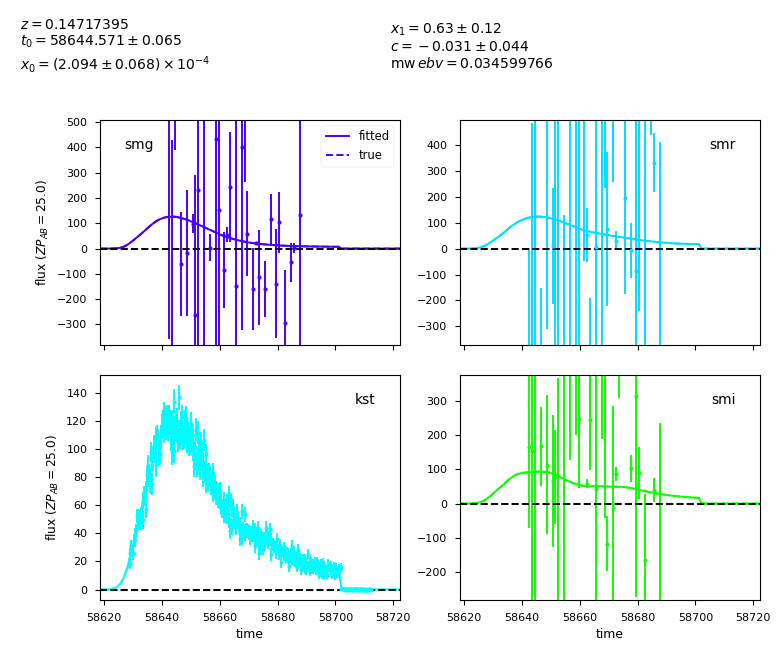 z = 0.14717395
t₀ = 58644.571 ± 0.065
x₀ = (2.094 ± 0.068) × 10⁻⁴
x₁ = 0.63 ± 0.12
c = −0.031 ± 0.044
mw ebv = 0.034599766
smg
fitted
true
500
400
300
200
100
0
−100
−200
−300
flux (ZP_AB = 25.0)
smr
400
300
200
100
0
−100
−200
−300
kst
140
120
100
80
60
40
20
0
flux (ZP_AB = 25.0)
58620 58640 58660 58680 58700 58720
time
smi
300
200
100
0
−100
−200
58620 58640 58660 58680 58700 58720
time